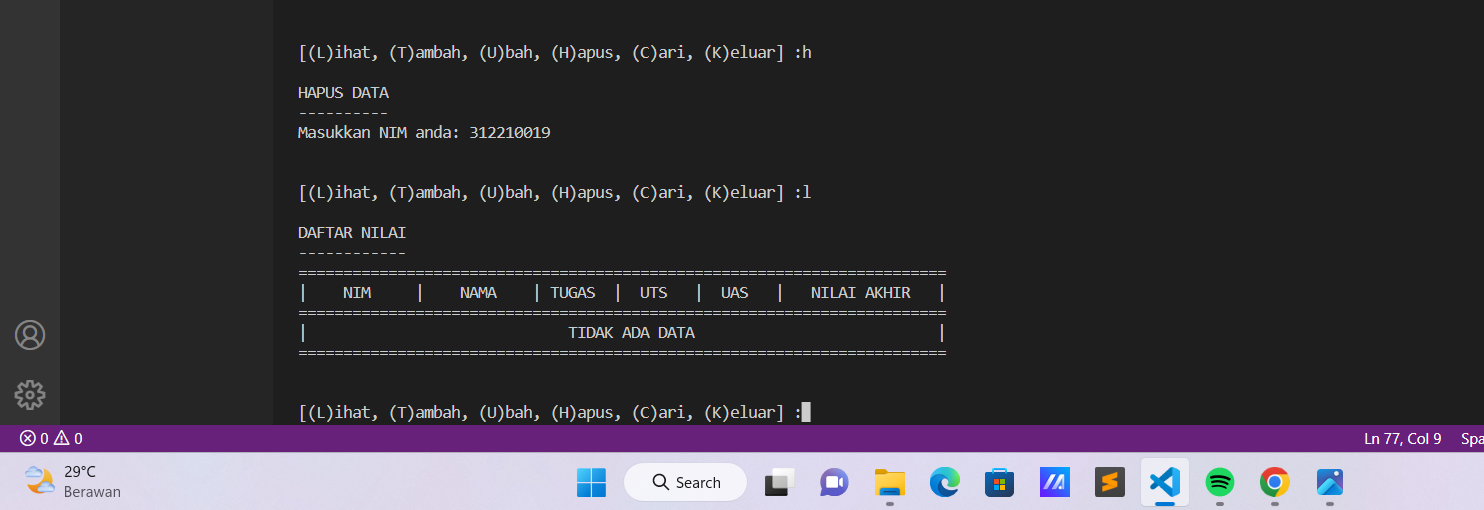 [(L)ihat, (T)ambah, (U)bah, (H)apus, (C)ari, (K)eluar] :h
HAPUS DATA
----------
Masukkan NIM anda: 312210019
[(L)ihat, (T)ambah, (U)bah, (H)apus, (C)ari, (K)eluar] :l
DAFTAR NILAI
------------
========================================================================
|    NIM     |    NAMA    | TUGAS  |  UTS   |  UAS   |   NILAI AKHIR   |
========================================================================
|                             TIDAK ADA DATA                           |
========================================================================
[(L)ihat, (T)ambah, (U)bah, (H)apus, (C)ari, (K)eluar] :
0 0 Ln 77, Col 9 Spa
29°C
Berawan
Search